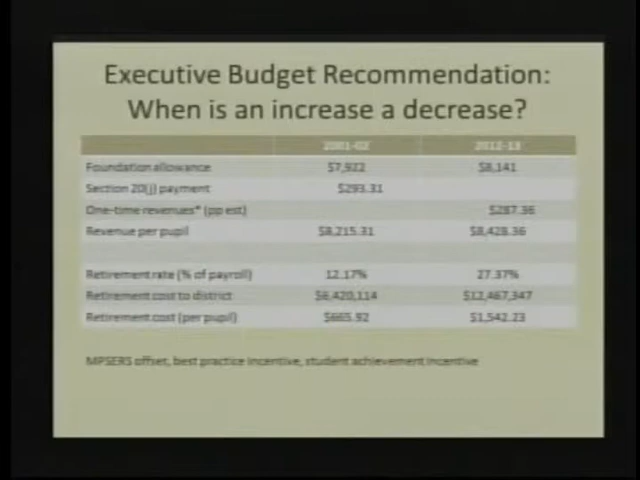 Executive Budget Recommendation:
When is an increase a decrease?
2001-02 2012-13
Foundation allowance $7,922 $8,141
Section 20(j) payment $293.31
One-time revenues* (pp est) $287.36
Revenue per pupil $8,215.31 $8,428.36
Retirement rate (% of payroll) 12.17% 27.37%
Retirement cost to district $6,420,114 $12,467,347
Retirement cost (per pupil) $665.92 $1,542.23
MPSERS offset, best practice incentive, student achievement incentive